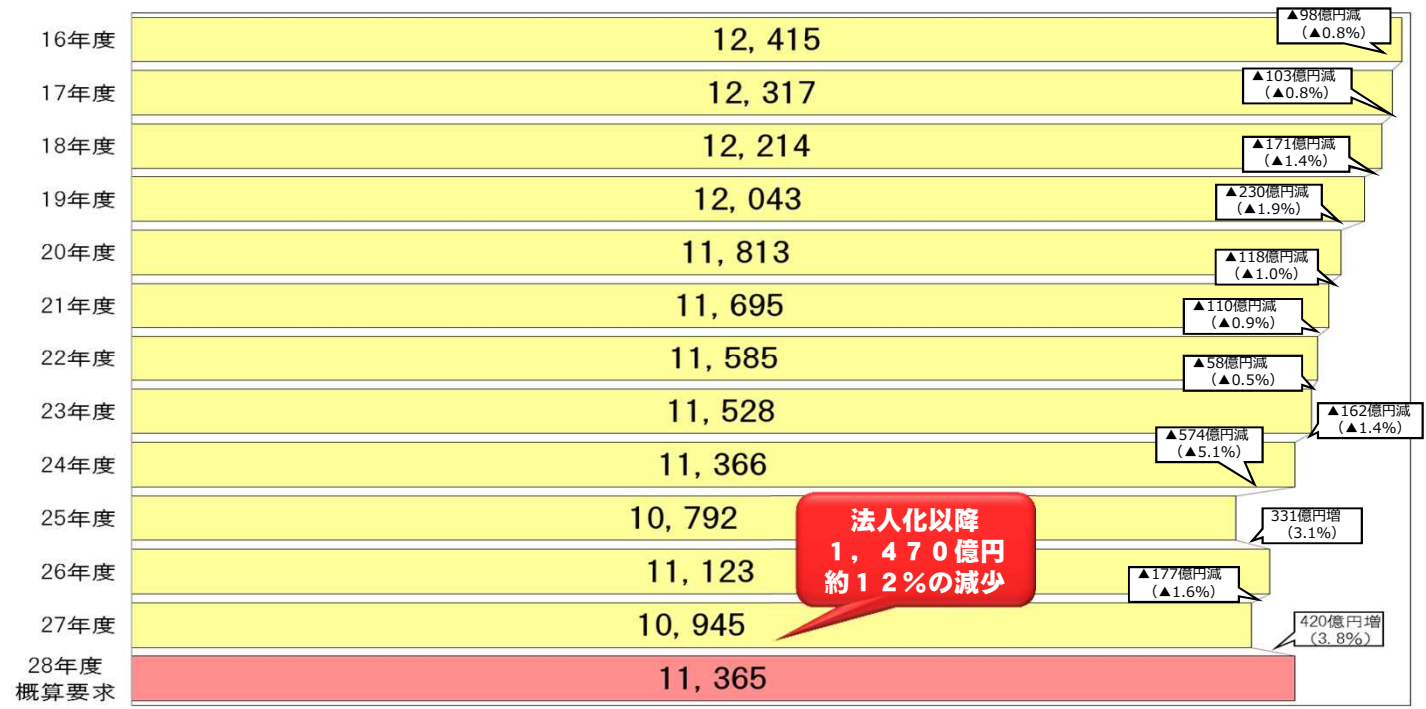 16年度
12, 415
▲98億円減
（▲0.8%）
17年度
12, 317
▲103億円減
（▲0.8%）
18年度
12, 214
▲171億円減
（▲1.4%）
19年度
12, 043
▲230億円減
（▲1.9%）
20年度
11, 813
▲118億円減
（▲1.0%）
21年度
11, 695
▲110億円減
（▲0.9%）
22年度
11, 585
▲58億円減
（▲0.5%）
23年度
11, 528
▲162億円減
（▲1.4%）
24年度
11, 366
▲574億円減
（▲5.1%）
25年度
10, 792
331億円増
（3.1%）
26年度
11, 123
▲177億円減
（▲1.6%）
27年度
10, 945
420億円増
（3. 8%）
法人化以降
１，４７０億円
約１２％の減少
28年度
概算要求
11, 365